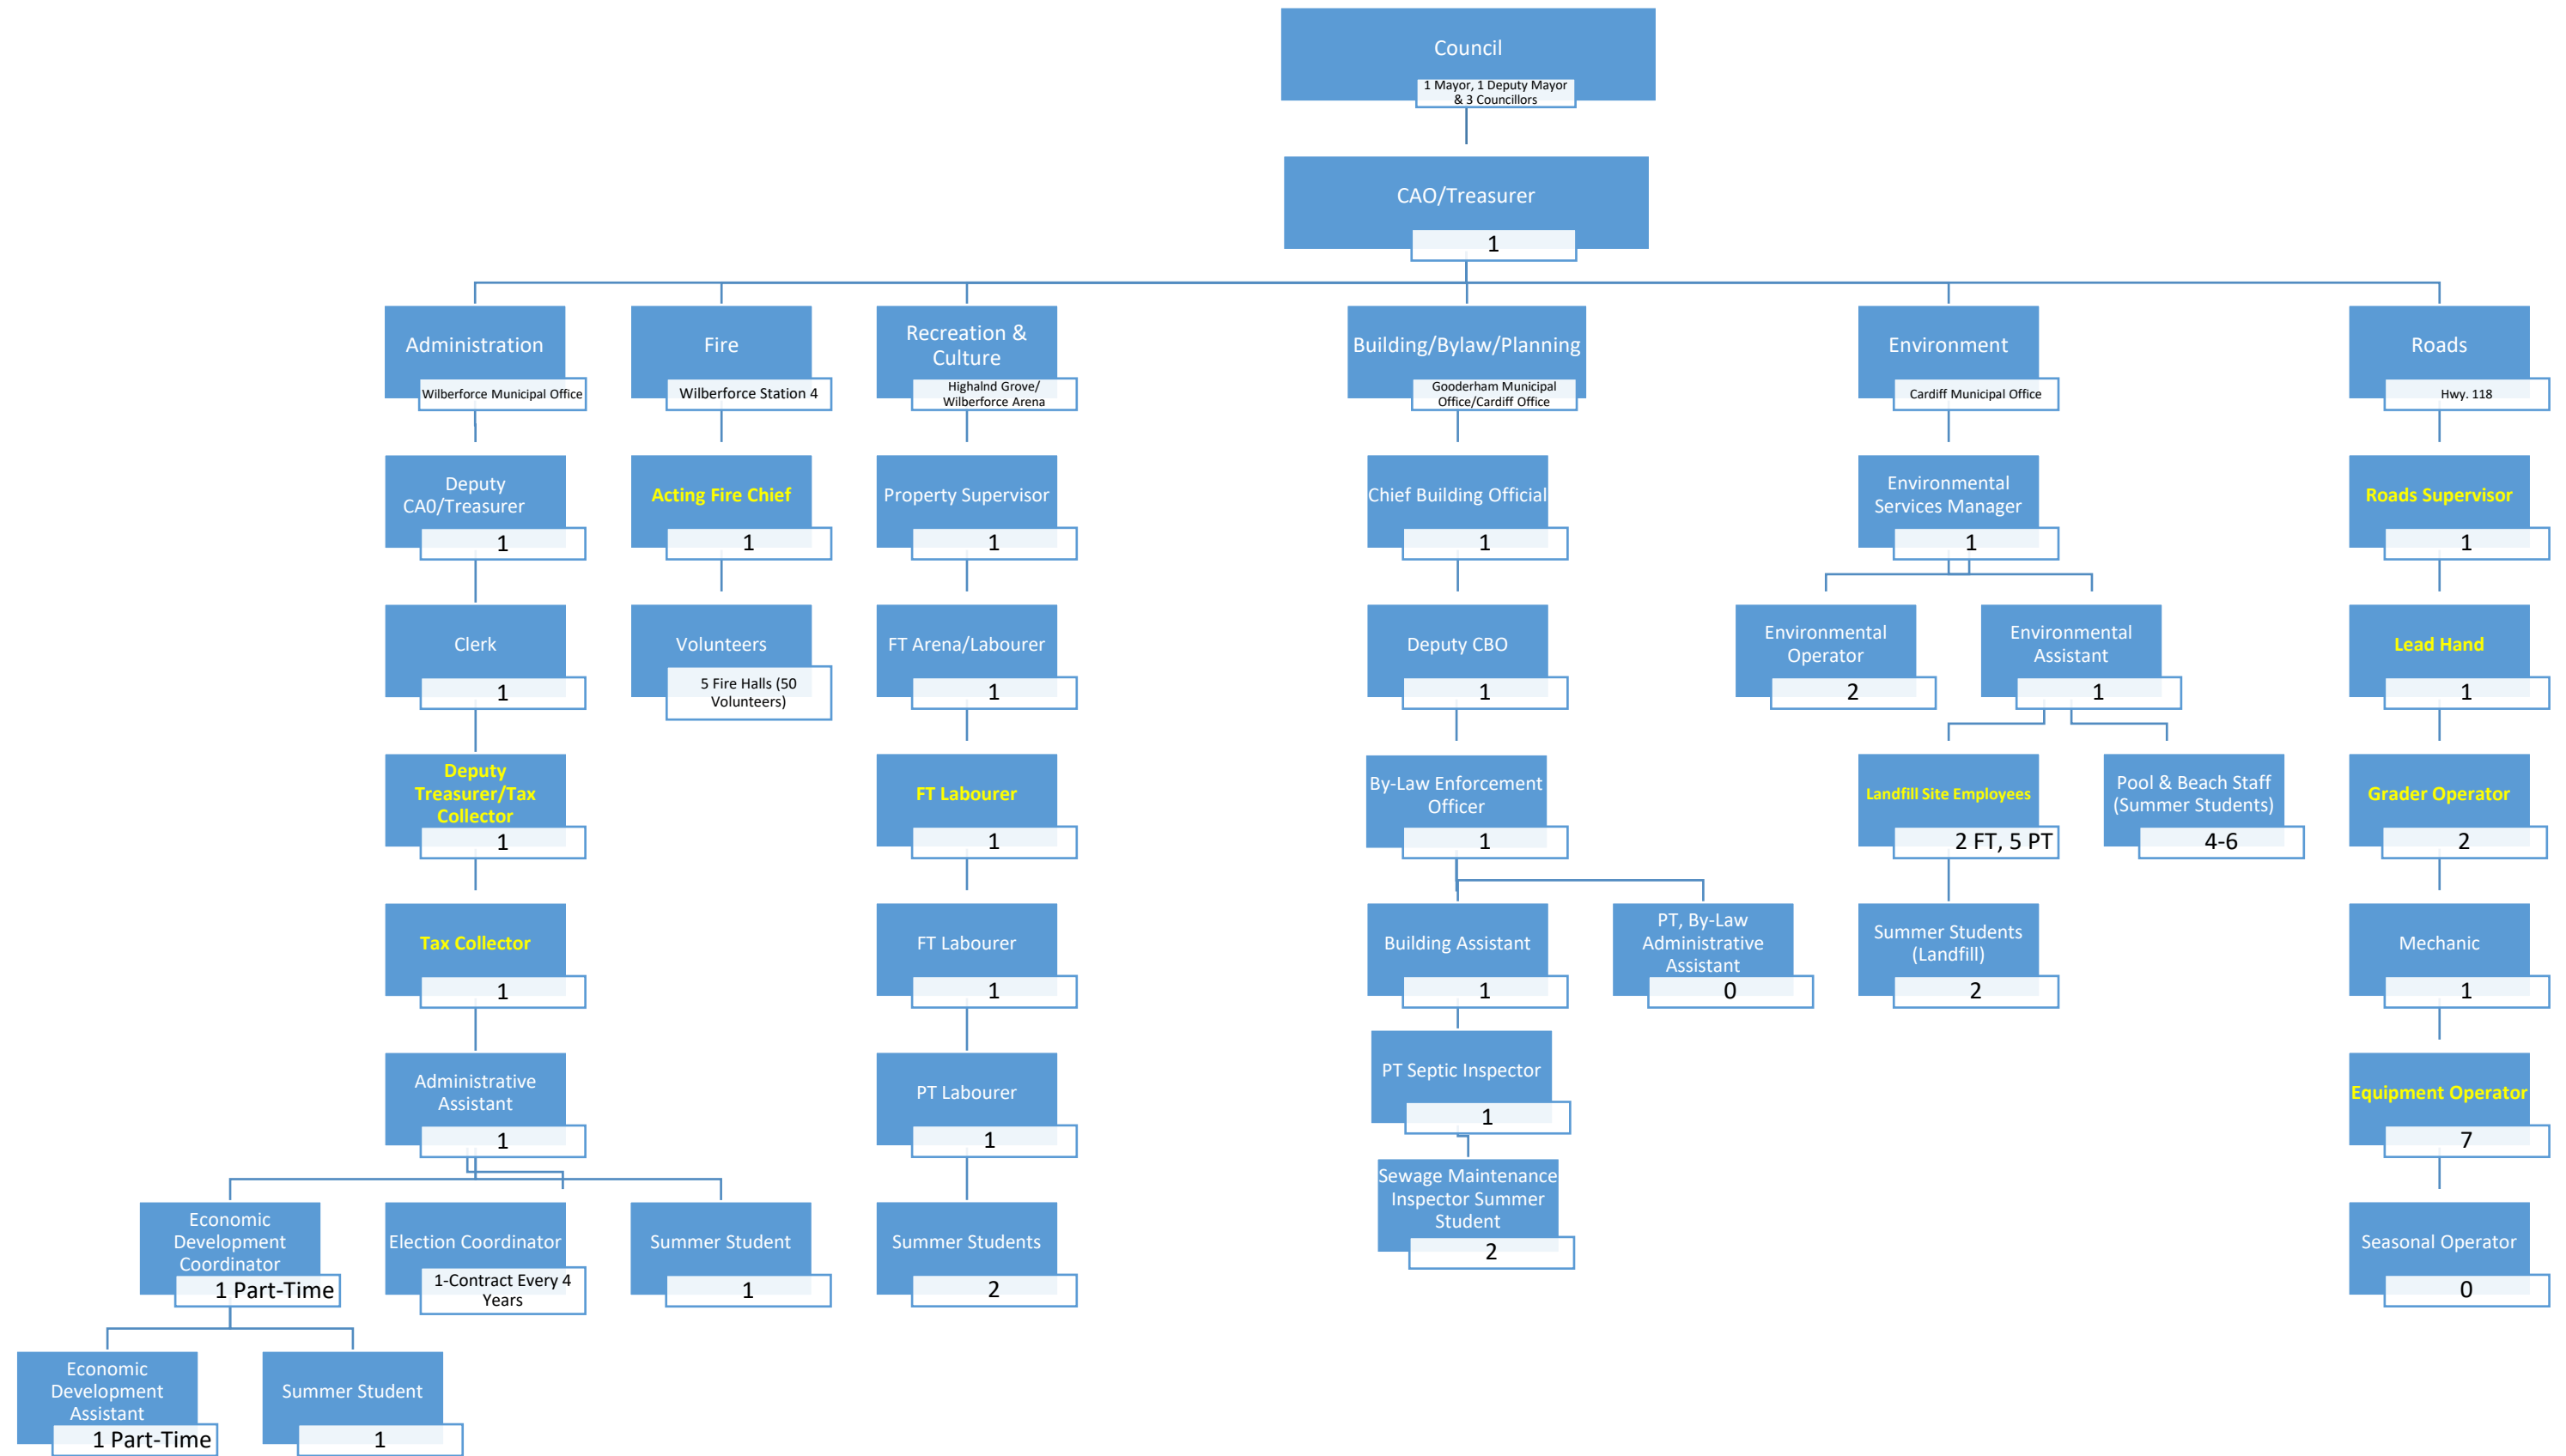 Council
1 Mayor, 1 Deputy Mayor
& 3 Councillors
CAO/Treasurer
1
Administration
Wilberforce Municipal Office
Fire
Wilberforce Station 4
Recreation &
Culture
Highalnd Grove/
Wilberforce Arena
Building/Bylaw/Planning
Gooderham Municipal
Office/Cardiff Office
Environment
Cardiff Municipal Office
Roads
Hwy. 118
Deputy
CA0/Treasurer
1
Acting Fire Chief
1
Property Supervisor
1
Chief Building Official
1
Environmental
Services Manager
1
Roads Supervisor
1
Clerk
1
Volunteers
5 Fire Halls (50
Volunteers)
FT Arena/Labourer
1
Deputy CBO
1
Environmental
Operator
2
Environmental
Assistant
1
Lead Hand
1
Deputy
Treasurer/Tax
Collector
1
FT Labourer
1
By-Law Enforcement
Officer
1
Landfill Site Employees
2 FT, 5 PT
Pool & Beach Staff
(Summer Students)
4-6
Grader Operator
2
Tax Collector
1
FT Labourer
1
Building Assistant
1
PT, By-Law
Administrative
Assistant
0
Summer Students
(Landfill)
2
Mechanic
1
Administrative
Assistant
1
PT Labourer
1
PT Septic Inspector
1
Equipment Operator
7
Economic
Development
Coordinator
1 Part-Time
Election Coordinator
1-Contract Every 4
Years
Summer Student
1
Summer Students
2
Sewage Maintenance
Inspector Summer
Student
2
Seasonal Operator
0
Economic
Development
Assistant
1 Part-Time
Summer Student
1